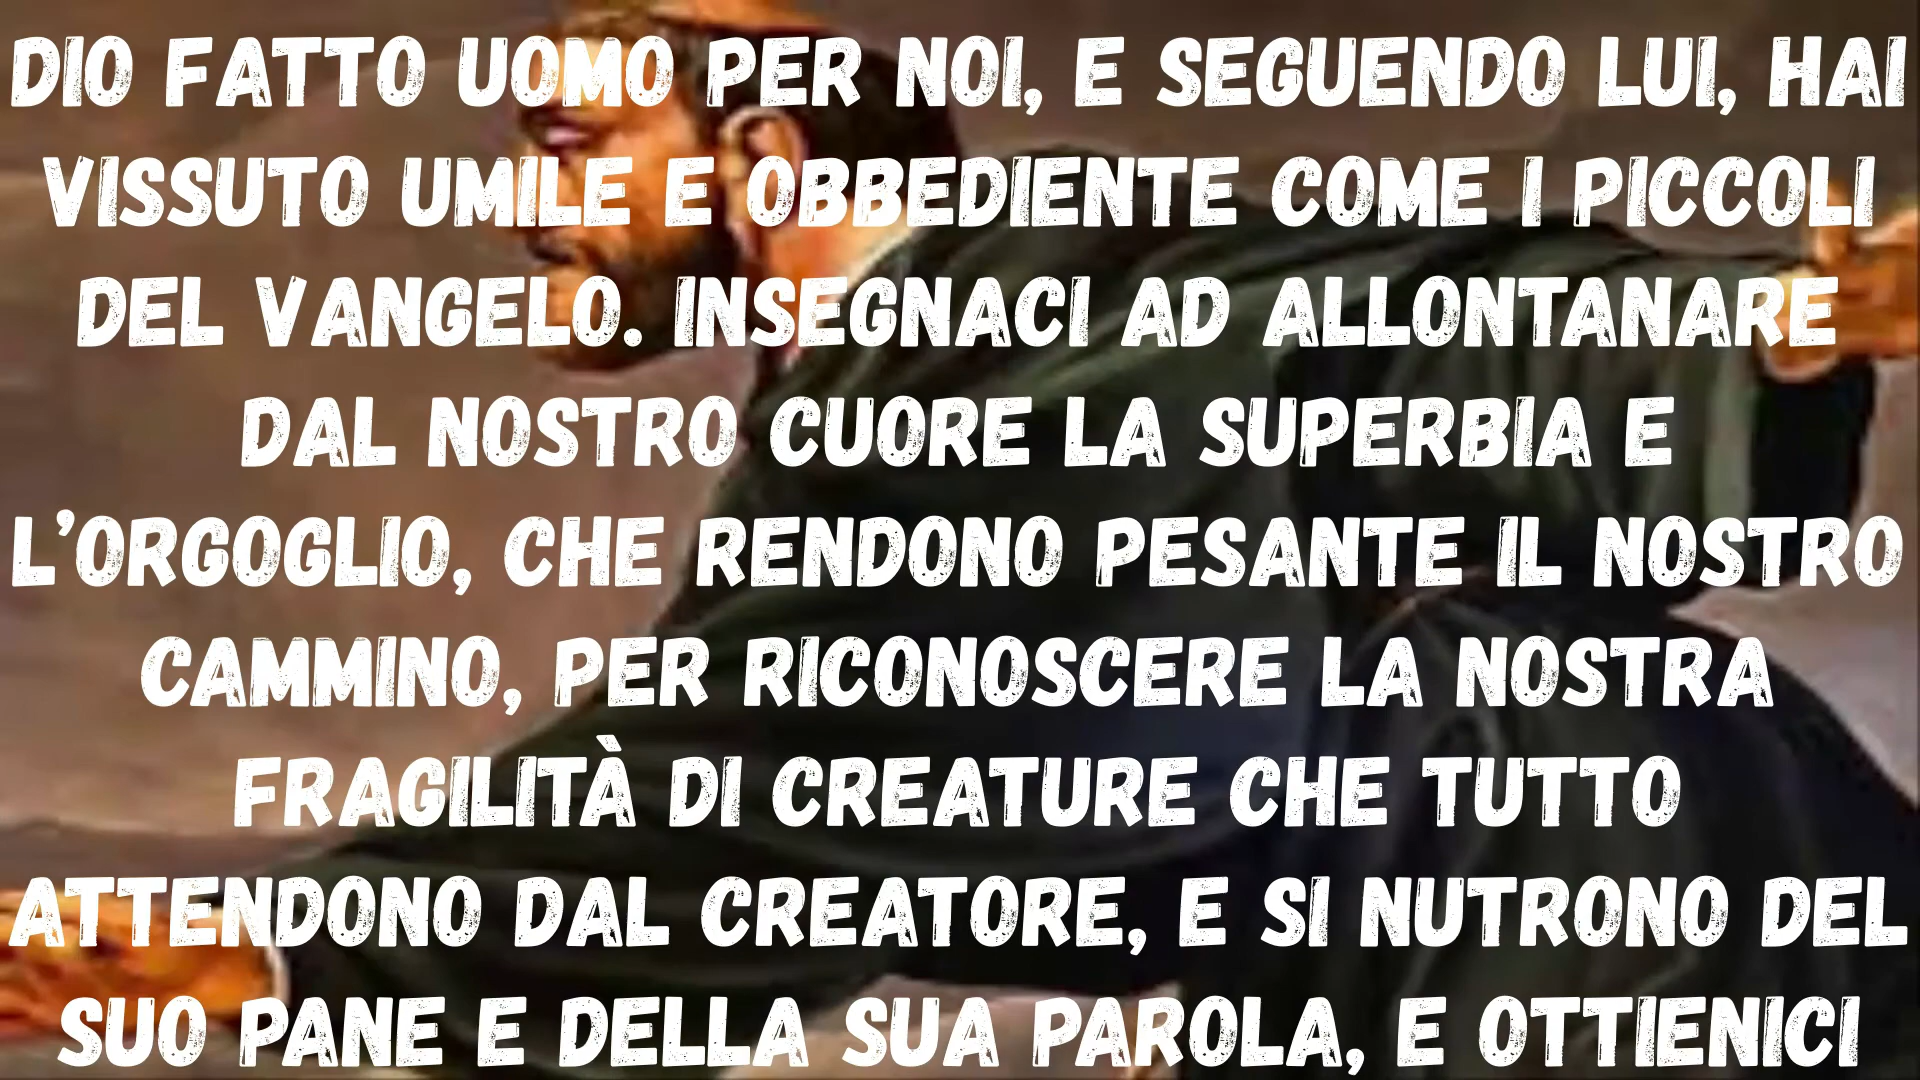 DIO FATTO UOMO PER NOI, E SEGUENDO LUI, HAI
VISSUTO UMILE E OBBEDIENTE COME I PICCOLI
DEL VANGELO. INSEGNACI AD ALLONTANARE
DAL NOSTRO CUORE LA SUPERBIA E
L'ORGOGLIO, CHE RENDONO PESANTE IL NOSTRO
CAMMINO, PER RICONOSCERE LA NOSTRA
FRAGILITÀ DI CREATURE CHE TUTTO
ATTENDONO DAL CREATORE, E SI NUTRONO DEL
SUO PANE E DELLA SUA PAROLA, E OTTIENICI